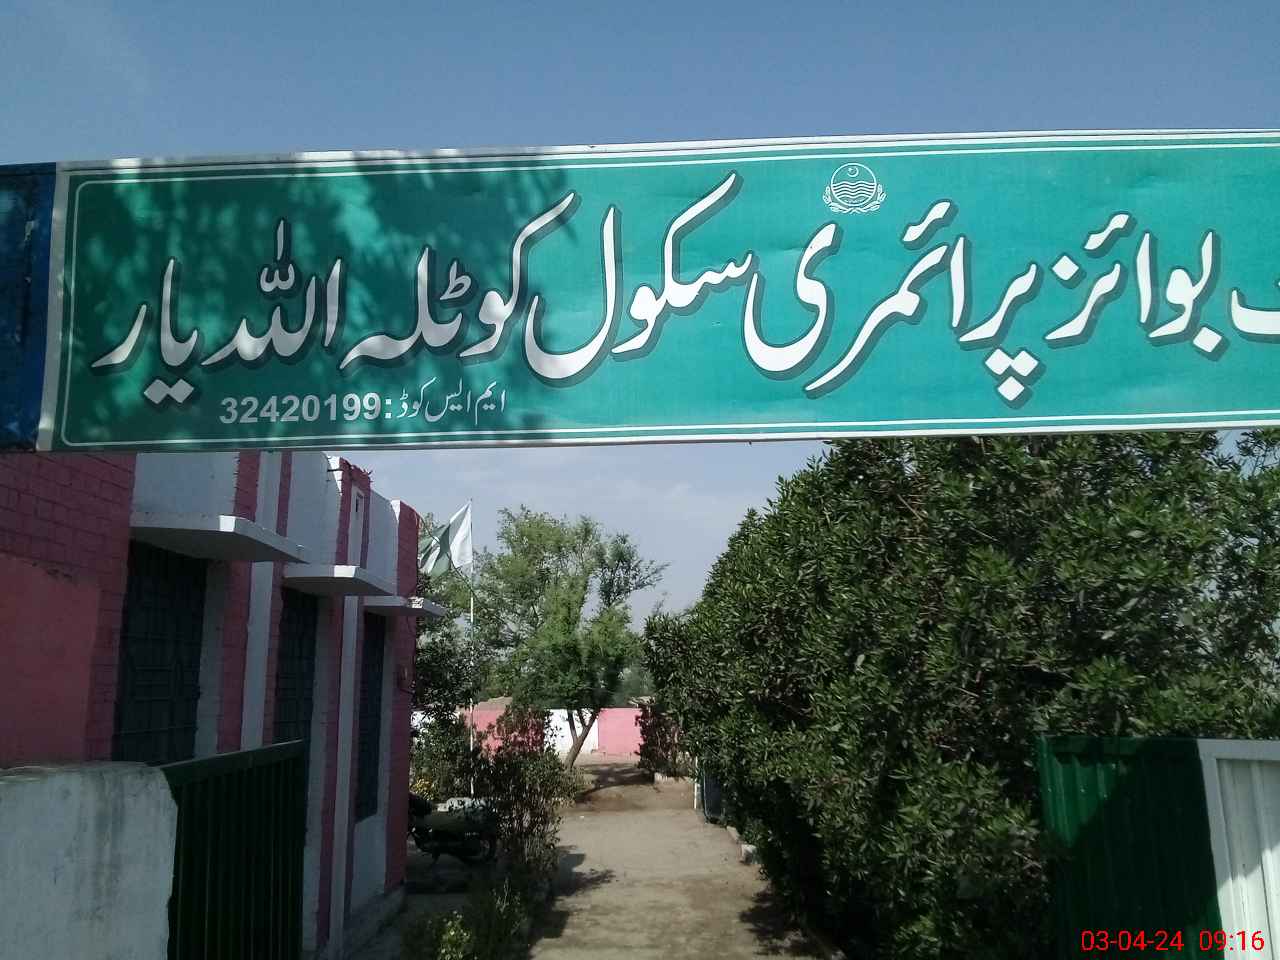 بوائز پرائمری سکول کوٹلہ اللہ یار
ایم ایس کوڈ: 32420199
03-04-24 09:16